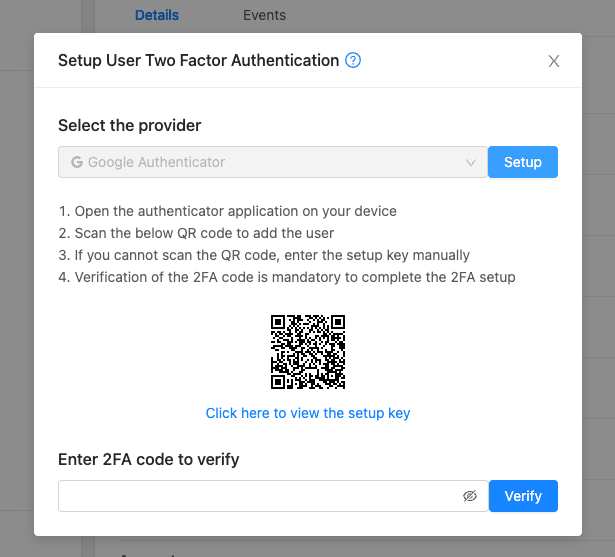 Details Events
Setup User Two Factor Authentication ?
Select the provider
G Google Authenticator
Setup
1. Open the authenticator application on your device
2. Scan the below QR code to add the user
3. If you cannot scan the QR code, enter the setup key manually
4. Verification of the 2FA code is mandatory to complete the 2FA setup
Click here to view the setup key
Enter 2FA code to verify
Verify